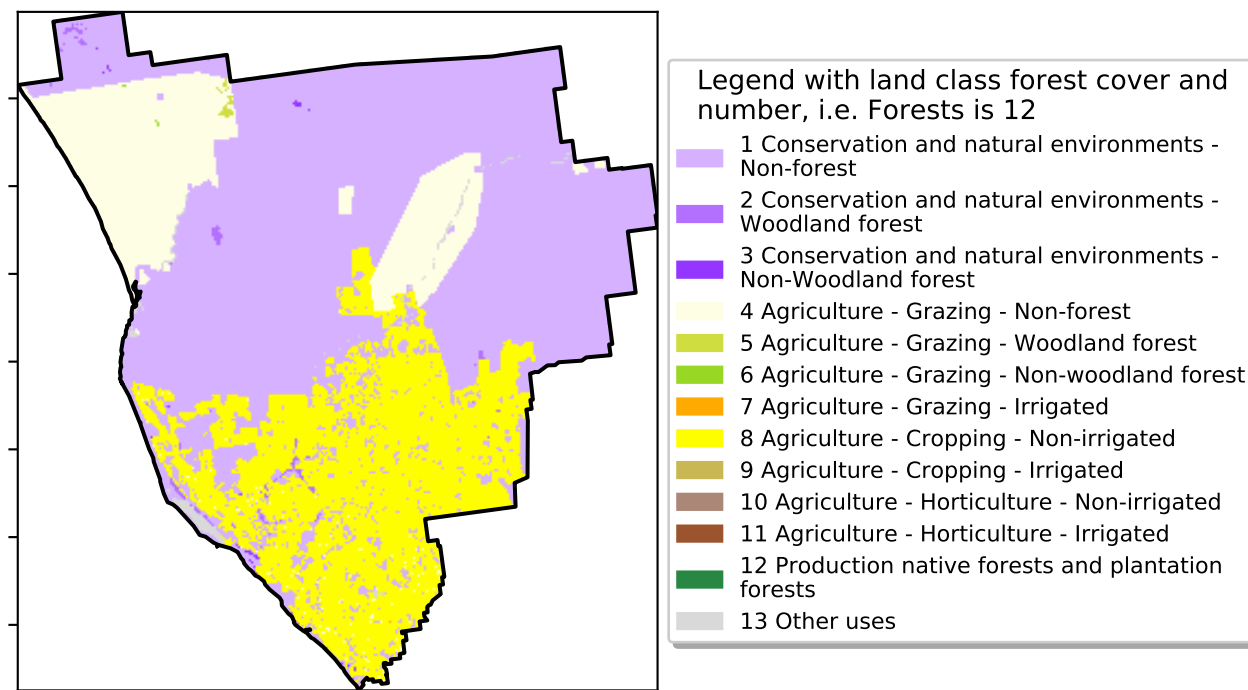 Legend with land class forest cover and
number, i.e. Forests is 12
1 Conservation and natural environments -
Non-forest
2 Conservation and natural environments -
Woodland forest
3 Conservation and natural environments -
Non-Woodland forest
4 Agriculture - Grazing - Non-forest
5 Agriculture - Grazing - Woodland forest
6 Agriculture - Grazing - Non-woodland forest
7 Agriculture - Grazing - Irrigated
8 Agriculture - Cropping - Non-irrigated
9 Agriculture - Cropping - Irrigated
10 Agriculture - Horticulture - Non-irrigated
11 Agriculture - Horticulture - Irrigated
12 Production native forests and plantation
forests
13 Other uses